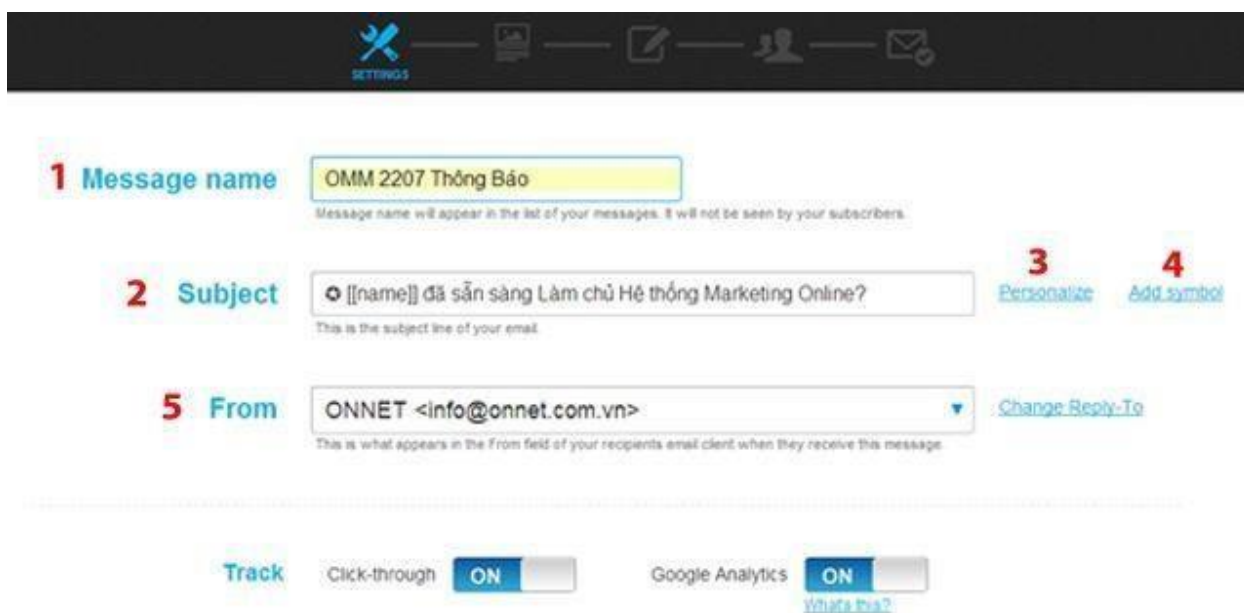 SETTINGS
1 Message name OMM 2207 Thông Báo
Message name will appear in the list of your messages. It will not be seen by your subscribers.
3 4
2 Subject ✪ [[name]] đã sẵn sàng Làm chủ Hê thống Marketing Online? Personalize Add symbol
This is the subject line of your email.
5 From ONNET <info@onnet.com.vn> ▼ Change Reply-To
This is what appears in the From field of your recipients email client when they receive this message.
Track Click-through ON Google Analytics ON
Whats this?